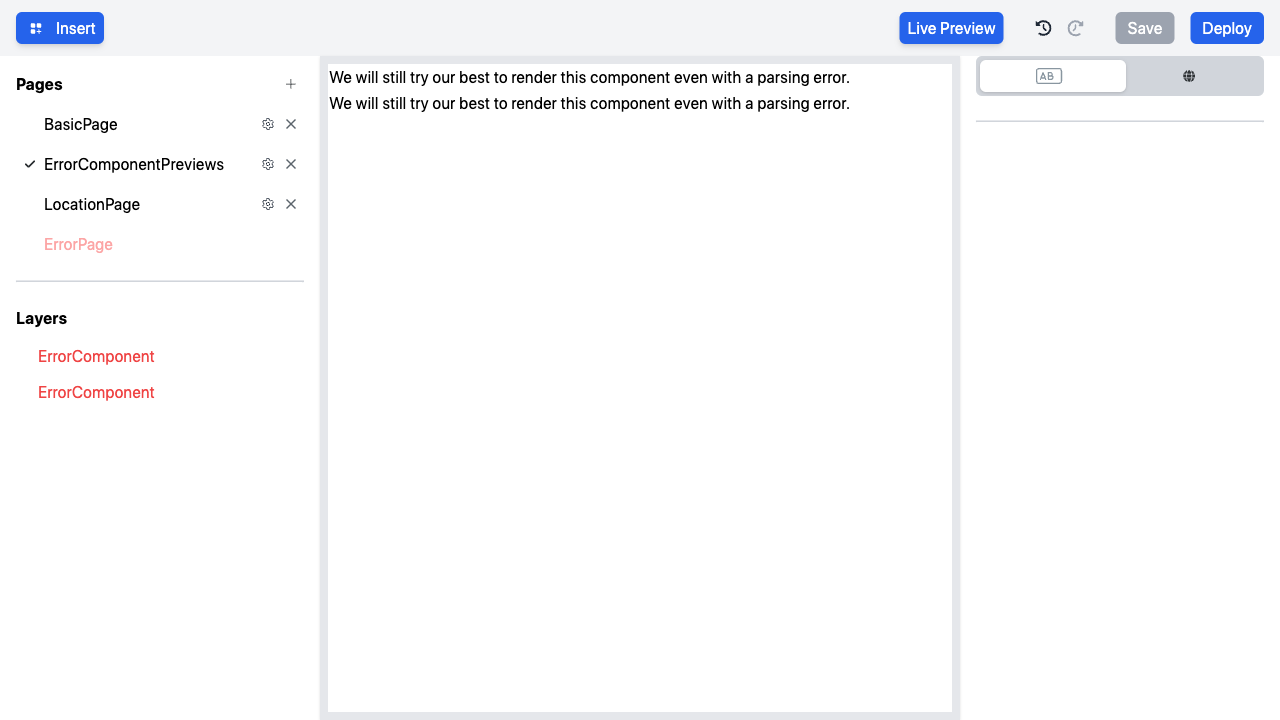 Insert
Live Preview
Save
Deploy
Pages
BasicPage
ErrorComponentPreviews
LocationPage
ErrorPage
Layers
ErrorComponent
ErrorComponent
We will still try our best to render this component even with a parsing error.
We will still try our best to render this component even with a parsing error.
AB